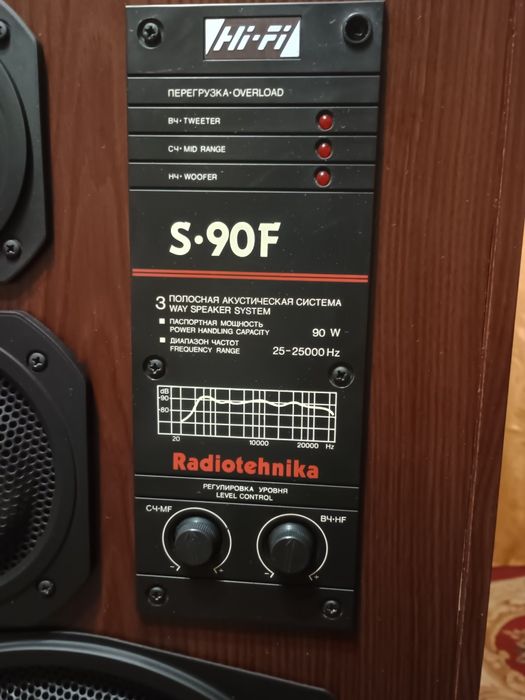 Hi-Fi
ПЕРЕГРУЗКА·OVERLOAD
ВЧ·TWEETER
СЧ·MID RANGE
НЧ·WOOFER
S·90F
3 ПОЛОСНАЯ АКУСТИЧЕСКАЯ СИСТЕМА
WAY SPEAKER SYSTEM
ПАСПОРТНАЯ МОЩНОСТЬ
POWER HANDLING CAPACITY 90 W
ДИАПАЗОН ЧАСТОТ
FREQUENCY RANGE 25-25000 Hz
dB
90
80
20 10000 20000 Hz
Radiotehnika
РЕГУЛИРОВКА УРОВНЯ
LEVEL CONTROL
СЧ·MF ВЧ·HF
- + - +